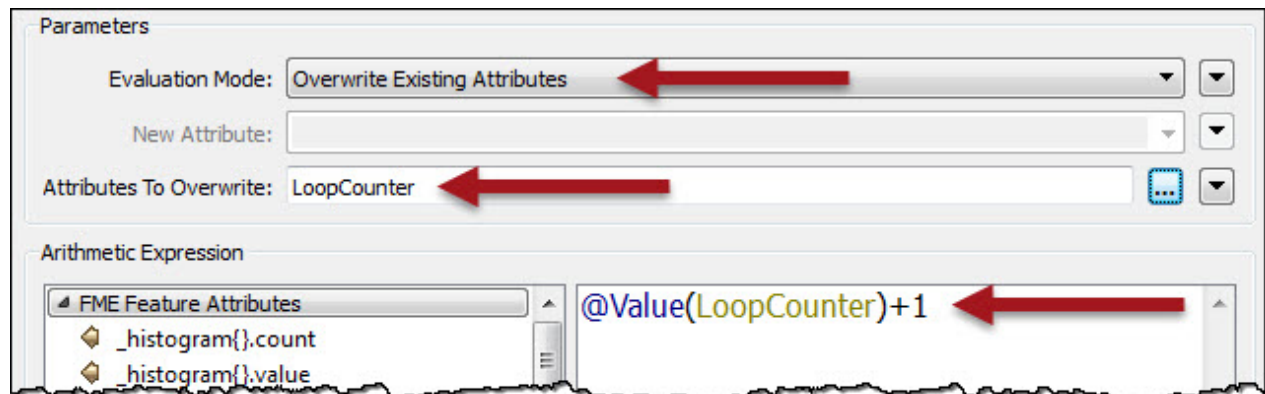 Parameters
Evaluation Mode: Overwrite Existing Attributes
New Attribute:
Attributes To Overwrite: LoopCounter ...
Arithmetic Expression
FME Feature Attributes
@Value(LoopCounter)+1
_histogram{}.count
_histogram{}.value